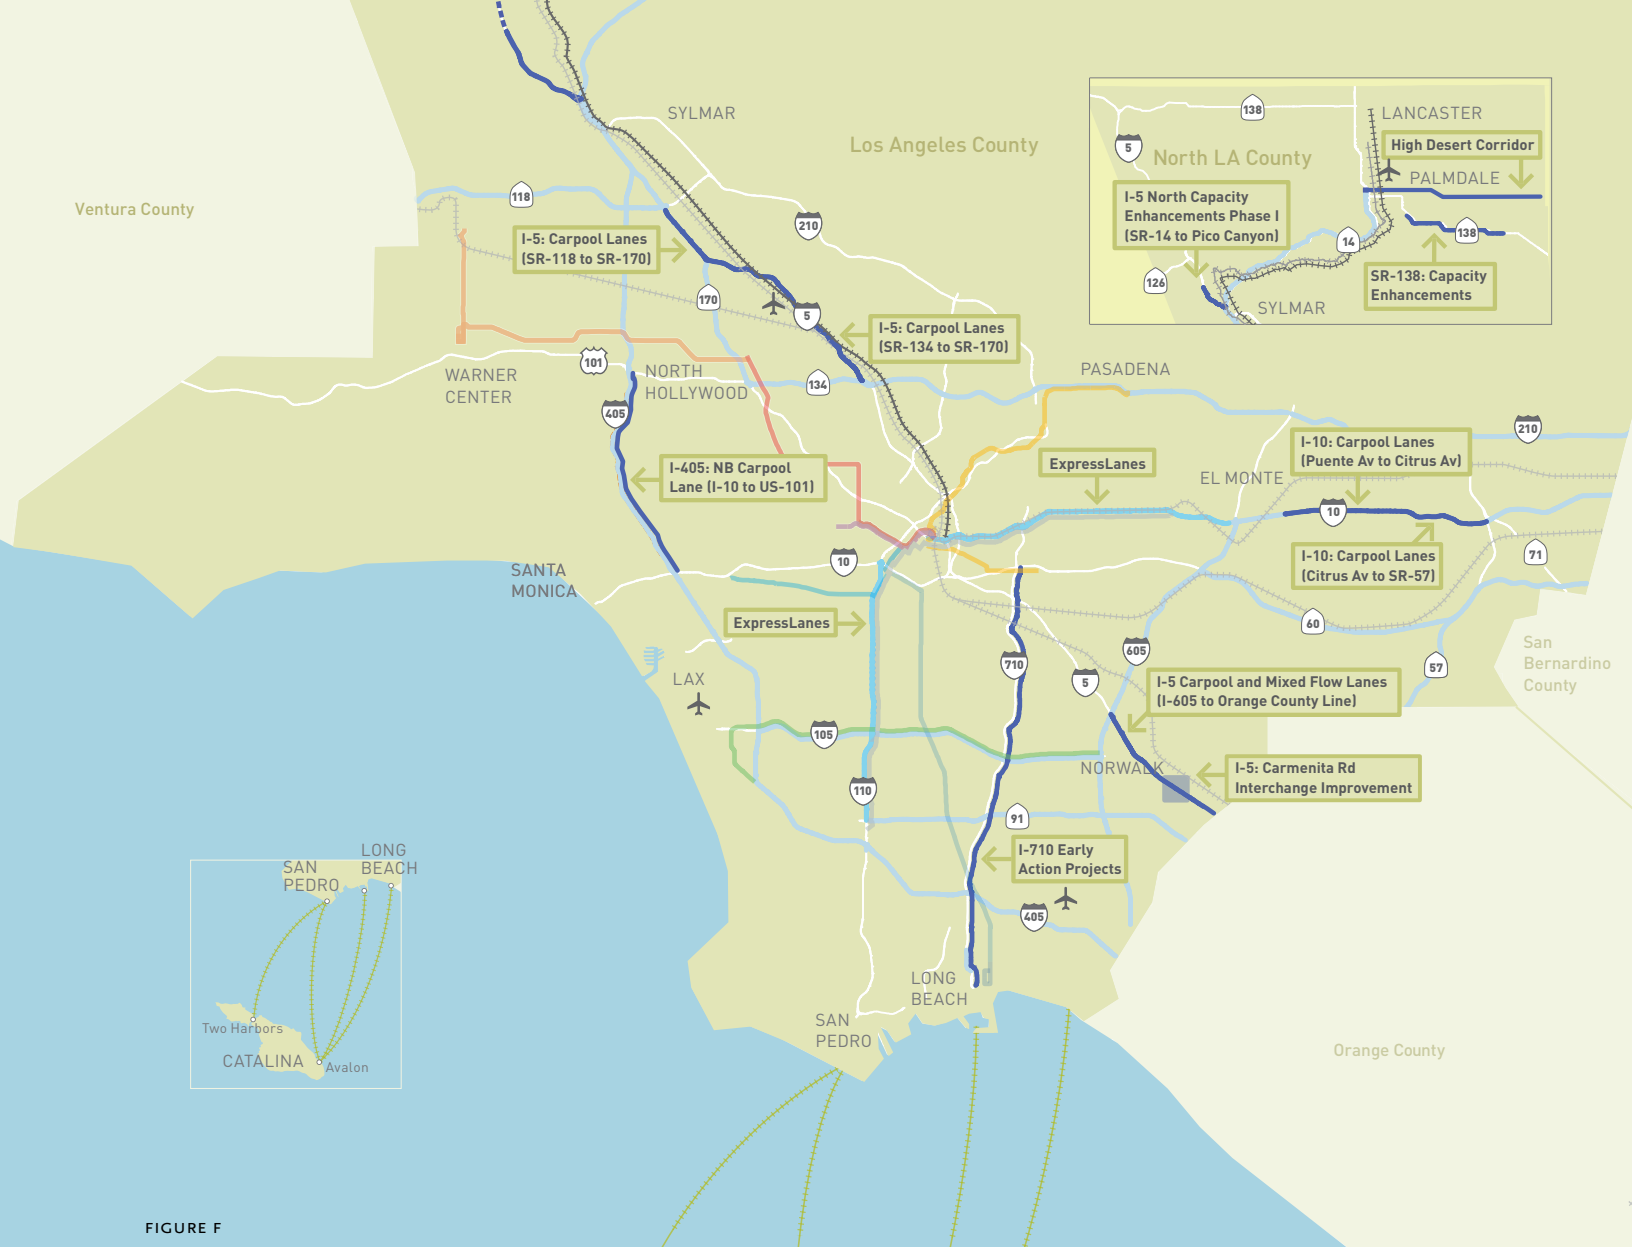 SYLMAR
Los Angeles County
Ventura County
118
210
I-5: Carpool Lanes
(SR-118 to SR-170)
170
5
I-5: Carpool Lanes
(SR-134 to SR-170)
138
LANCASTER
5
North LA County
High Desert Corridor
PALMDALE
I-5 North Capacity
Enhancements Phase I
(SR-14 to Pico Canyon)
14
138
126
SR-138: Capacity
Enhancements
SYLMAR
101
WARNER
CENTER
NORTH
HOLLYWOOD
134
PASADENA
405
210
I-405: NB Carpool
Lane (I-10 to US-101)
ExpressLanes
EL MONTE
I-10: Carpool Lanes
(Puente Av to Citrus Av)
10
I-10: Carpool Lanes
(Citrus Av to SR-57)
71
SANTA
MONICA
10
ExpressLanes
60
San
Bernardino
County
57
605
710
5
I-5 Carpool and Mixed Flow Lanes
(I-605 to Orange County Line)
LAX
105
NORWALK
I-5: Carmenita Rd
Interchange Improvement
110
91
I-710 Early
Action Projects
405
LONG
BEACH
SAN
PEDRO
SAN
PEDRO
LONG
BEACH
Two Harbors
CATALINA
Avalon
Orange County
FIGURE F